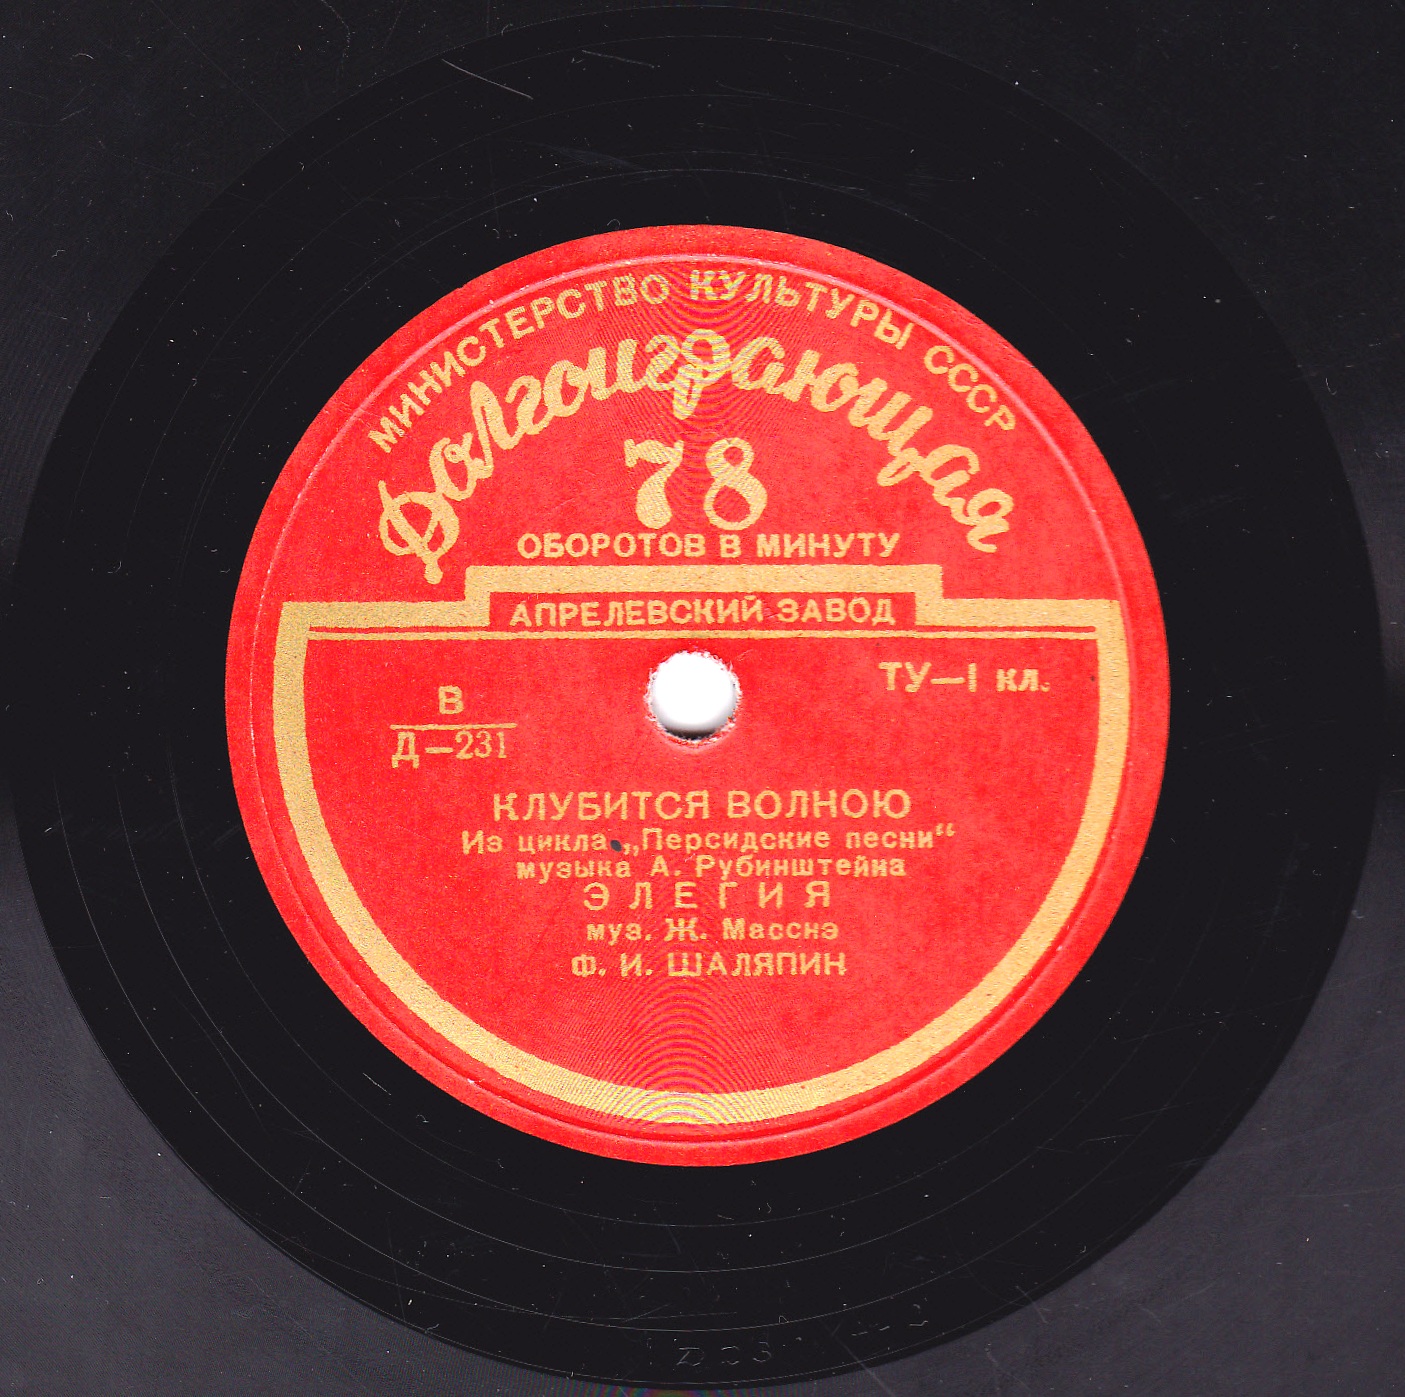 МИНИСТЕРСТВО КУЛЬТУРЫ СССР
Долгоиграющая
78
ОБОРОТОВ В МИНУТУ
АПРЕЛЕВСКИЙ ЗАВОД
ТУ—I кл.
В
Д—231
КЛУБИТСЯ ВОЛНОЮ
Из цикла „Персидские песни“
музыка А. Рубинштейна
ЭЛЕГИЯ
муз. Ж. Масснэ
Ф. И. ШАЛЯПИН